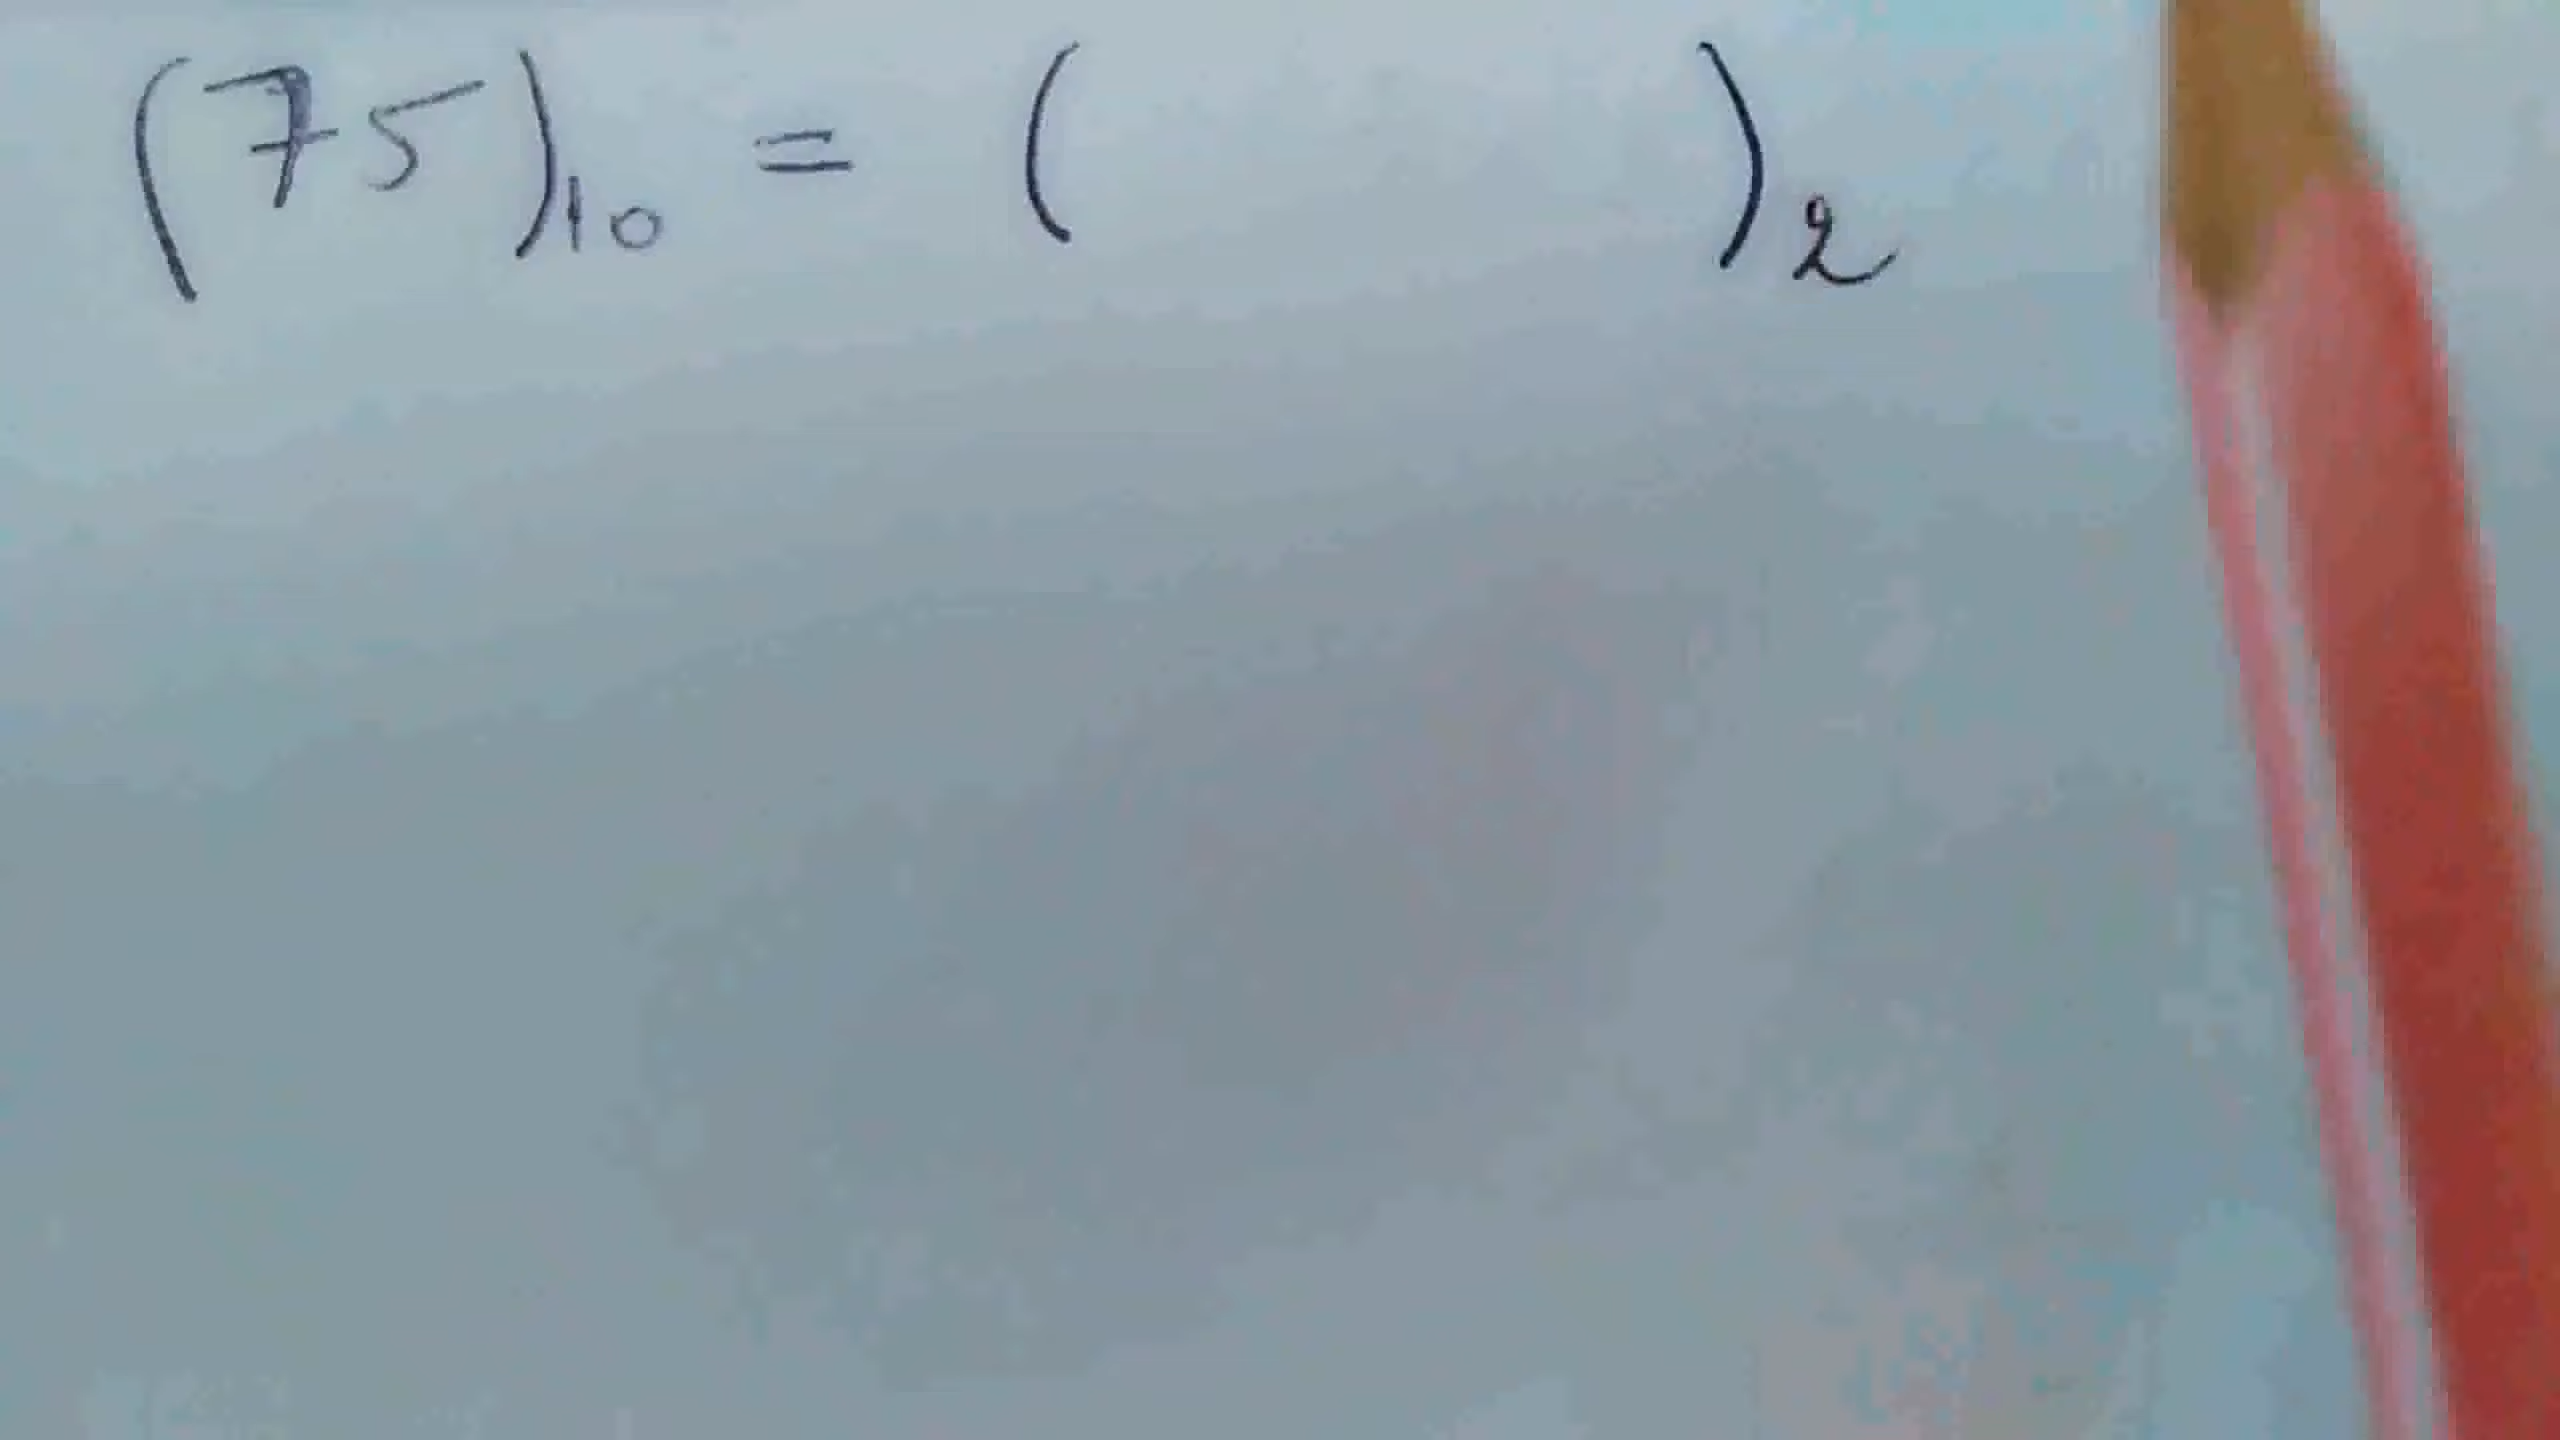 (75)₁₀ = (      )₂